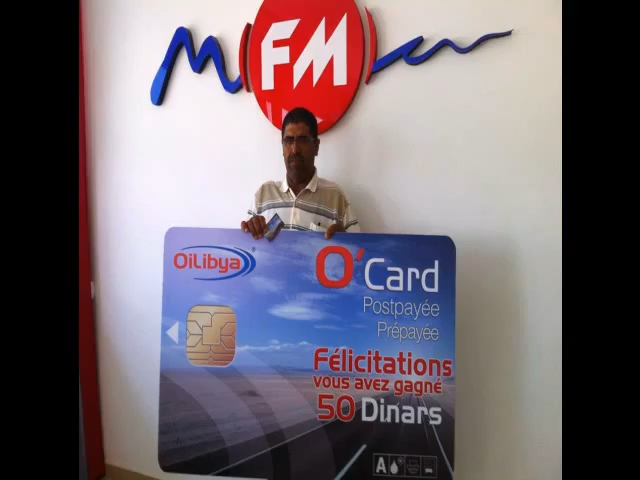 FM
OiLibya®
O'Card
Postpayée
Prépayée
Félicitations
vous avez gagné
50 Dinars
A